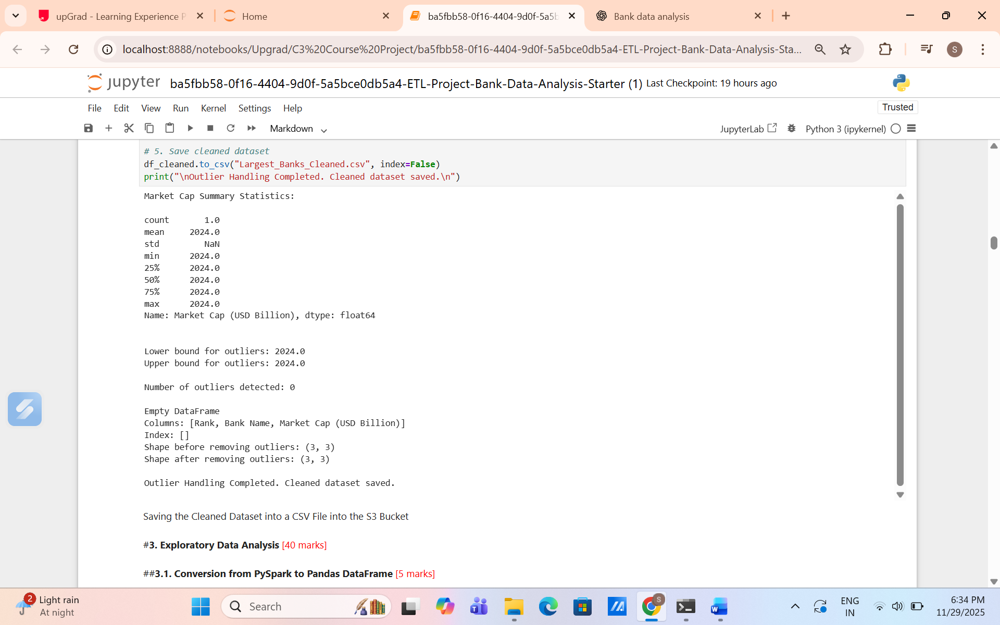 upGrad - Learning Experience P
Home
ba5fbb58-0f16-4404-9d0f-5a5b
Bank data analysis
localhost:8888/notebooks/Upgrad/C3%20Course%20Project/ba5fbb58-0f16-4404-9d0f-5a5bce0db5a4-ETL-Project-Bank-Data-Analysis-Sta...
S
jupyter ba5fbb58-0f16-4404-9d0f-5a5bce0db5a4-ETL-Project-Bank-Data-Analysis-Starter (1) Last Checkpoint: 19 hours ago
File Edit View Run Kernel Settings Help
Trusted
Markdown
JupyterLab
Python 3 (ipykernel)
# 5. Save cleaned dataset
df_cleaned.to_csv("Largest_Banks_Cleaned.csv", index=False)
print("\nOutlier Handling Completed. Cleaned dataset saved.\n")
Market Cap Summary Statistics:
count 1.0
mean 2024.0
std NaN
min 2024.0
25% 2024.0
50% 2024.0
75% 2024.0
max 2024.0
Name: Market Cap (USD Billion), dtype: float64
Lower bound for outliers: 2024.0
Upper bound for outliers: 2024.0
Number of outliers detected: 0
Empty DataFrame
Columns: [Rank, Bank Name, Market Cap (USD Billion)]
Index: []
Shape before removing outliers: (3, 3)
Shape after removing outliers: (3, 3)
Outlier Handling Completed. Cleaned dataset saved.
Saving the Cleaned Dataset into a CSV File into the S3 Bucket
#3. Exploratory Data Analysis [40 marks]
##3.1. Conversion from PySpark to Pandas DataFrame [5 marks]
2
Light rain
At night
Search
S
ENG
IN
6:34 PM
11/29/2025